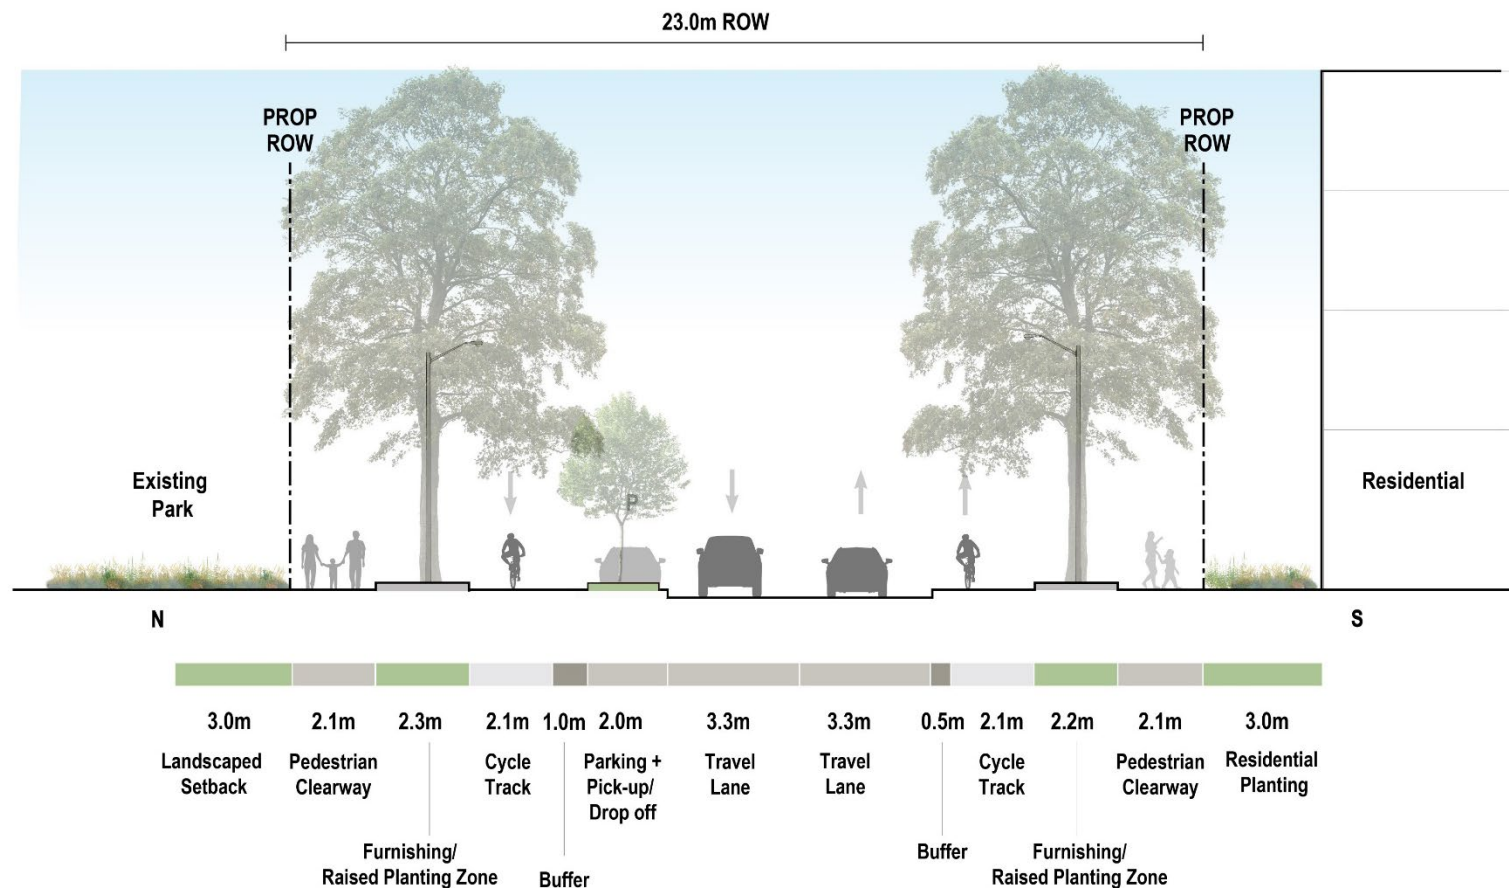 23.0m ROW
PROP
ROW
PROP
ROW
Existing
Park
P
Residential
N
S
3.0m
2.1m
2.3m
2.1m
1.0m
2.0m
3.3m
3.3m
0.5m
2.1m
2.2m
2.1m
3.0m
Landscaped
Setback
Pedestrian
Clearway
Cycle
Track
Parking +
Pick-up/
Drop off
Travel
Lane
Travel
Lane
Cycle
Track
Pedestrian
Clearway
Residential
Planting
Furnishing/
Raised Planting Zone
Buffer
Buffer
Furnishing/
Raised Planting Zone